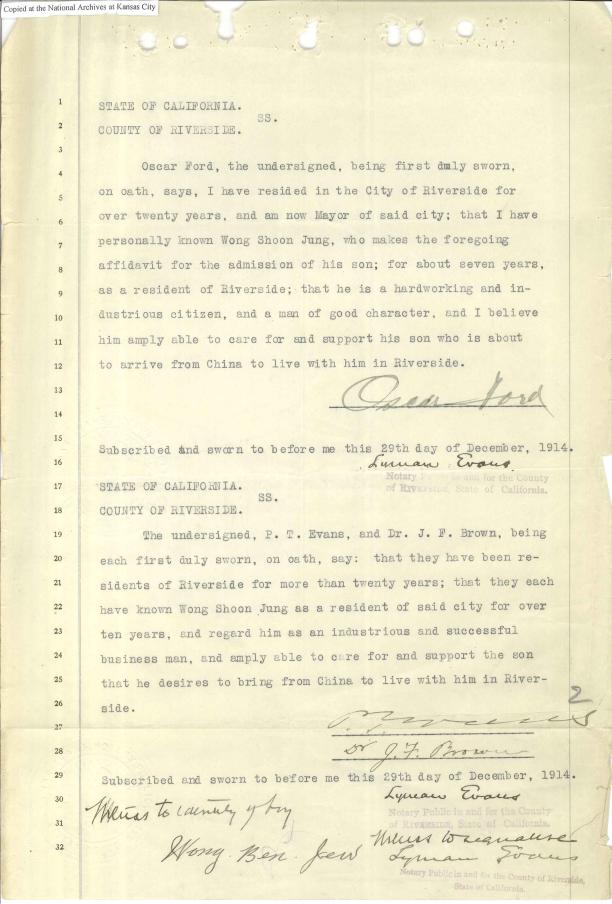 Copied at the National Archives at Kansas City
1 STATE OF CALIFORNIA.
SS.
2 COUNTY OF RIVERSIDE.
3
4 Oscar Ford, the undersigned, being first duly sworn,
5 on oath, says, I have resided in the City of Riverside for
6 over twenty years, and am now Mayor of said city; that I have
7 personally known Wong Shoon Jung, who makes the foregoing
8 affidavit for the admission of his son; for about seven years,
9 as a resident of Riverside; that he is a hardworking and in-
10 dustrious citizen, and a man of good character, and I believe
11 him amply able to care for and support his son who is about
12 to arrive from China to live with him in Riverside.
13 Oscar Ford
14
15 Subscribed and sworn to before me this 29th day of December, 1914.
16 Lyman Evans.
Notary Public in and for the County
17 STATE OF CALIFORNIA.
of Riverside, State of California.
SS.
18 COUNTY OF RIVERSIDE.
19 The undersigned, P. T. Evans, and Dr. J. F. Brown, being
20 each first duly sworn, on oath, say: that they have been re-
21 sidents of Riverside for more than twenty years; that they each
22 have known Wong Shoon Jung as a resident of said city for over
23 ten years, and regard him as an industrious and successful
24 business man, and amply able to care for and support the son
25 that he desires to bring from China to live with him in River-
26 side.
2
27
28 Dr J. F. Brown
29 Subscribed and sworn to before me this 29th day of December, 1914.
30 Lyman Evans
Witness to identity of boy
Notary Public in and for the County
31 of Riverside, State of California.
32 Wong Ben Jew
Witness to signature
Lyman Evans
Notary Public in and for the County of Riverside,
State of California.